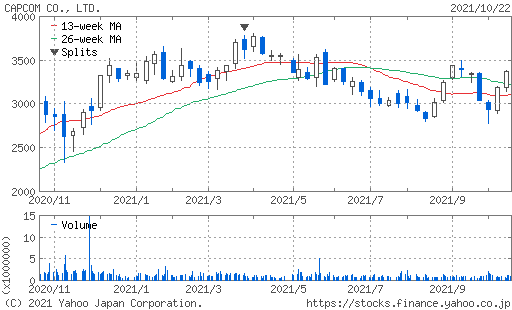 CAPCOM CO., LTD. 2021/10/22
4000
13-week MA
26-week MA
Splits
3500
3000
2500
2000
2020/11 2021/1 2021/3 2021/5 2021/7 2021/9
15
Volume
10
5
0
(x1000000)
2020/11 2021/1 2021/3 2021/5 2021/7 2021/9
(C) 2021 Yahoo Japan Corporation. https://stocks.finance.yahoo.co.jp/